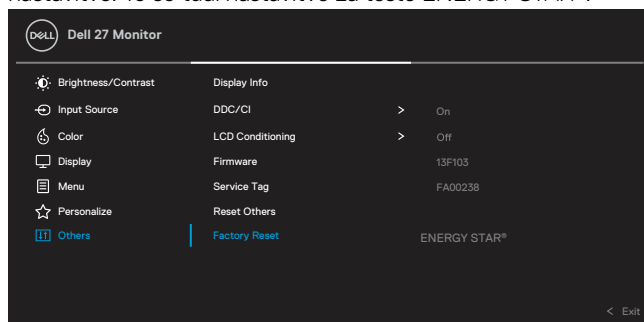 DELL Dell 27 Monitor
Brightness/Contrast Display Info
Input Source DDC/CI > On
Color LCD Conditioning > Off
Display Firmware 13F103
Menu Service Tag FA00238
Personalize Reset Others
Others Factory Reset ENERGY STAR®
< Exit